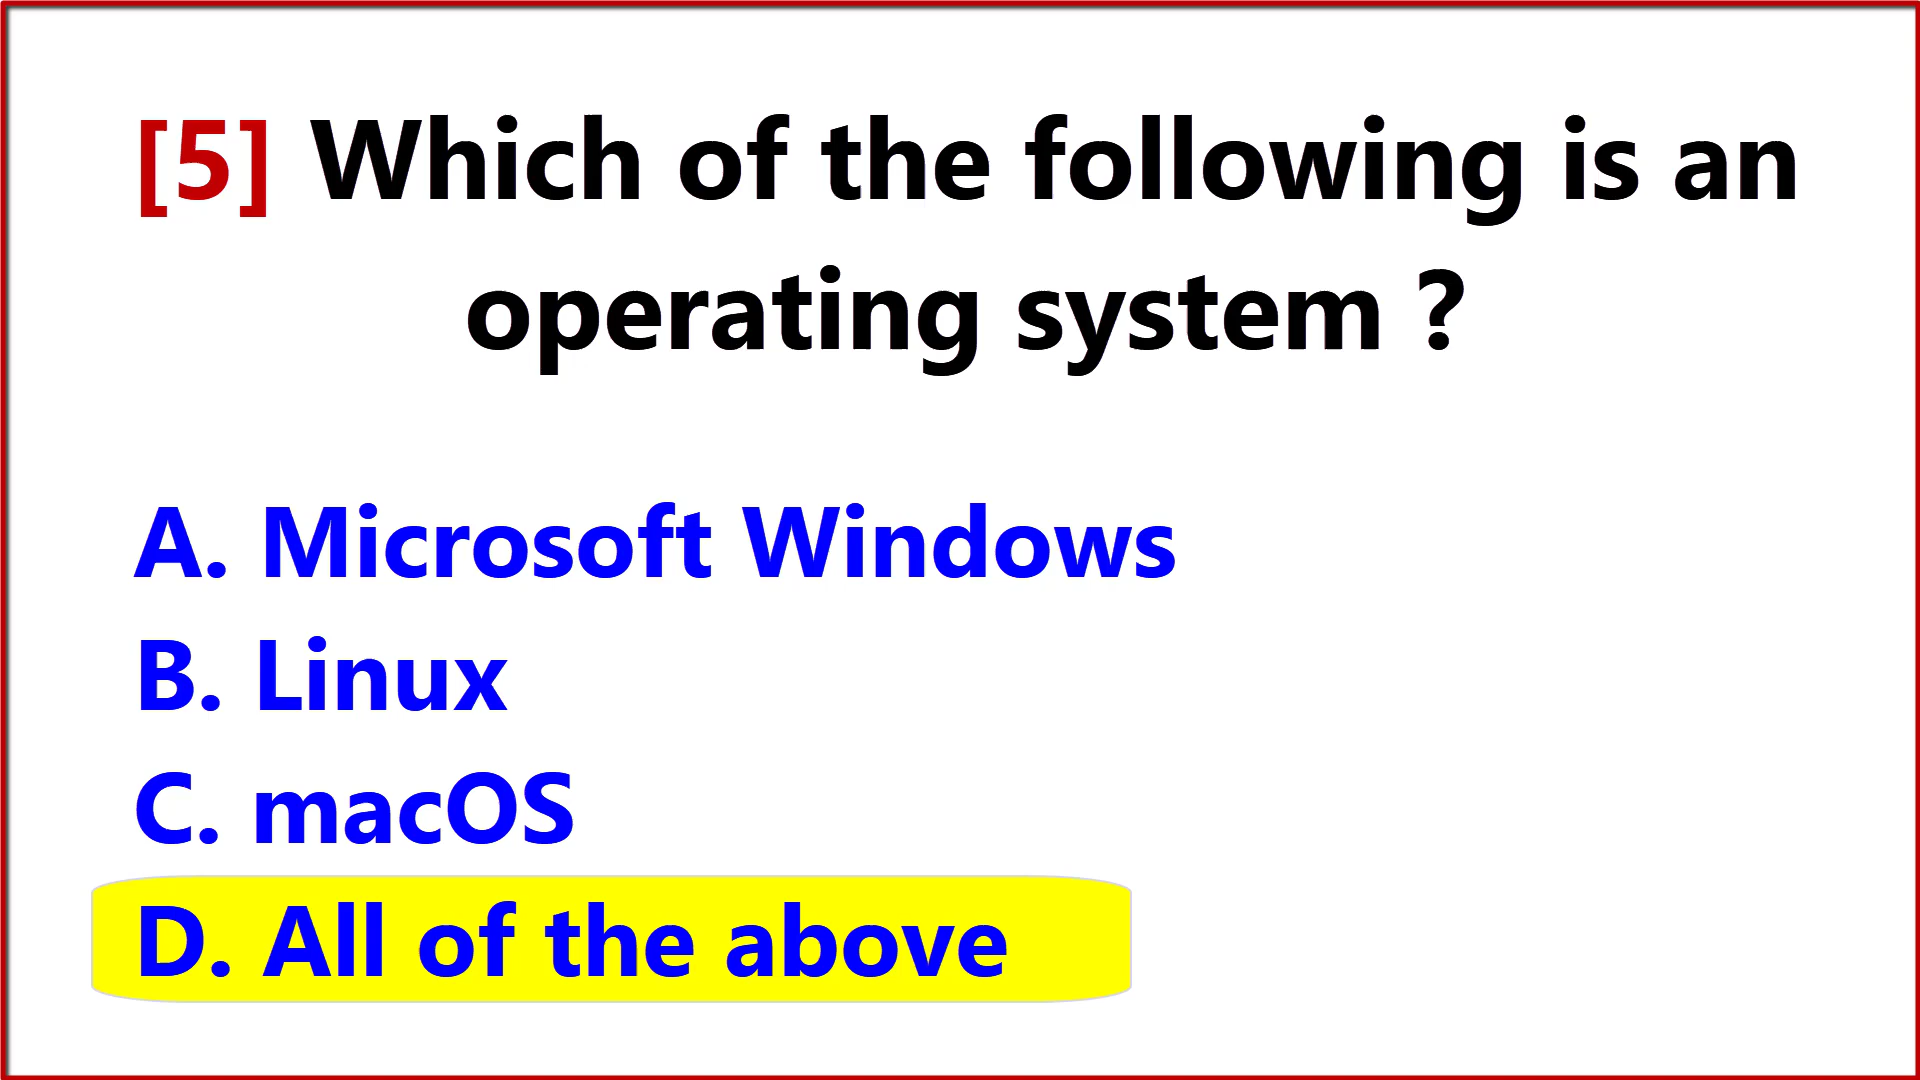 [5] Which of the following is an
operating system ?
A. Microsoft Windows
B. Linux
C. macOS
D. All of the above